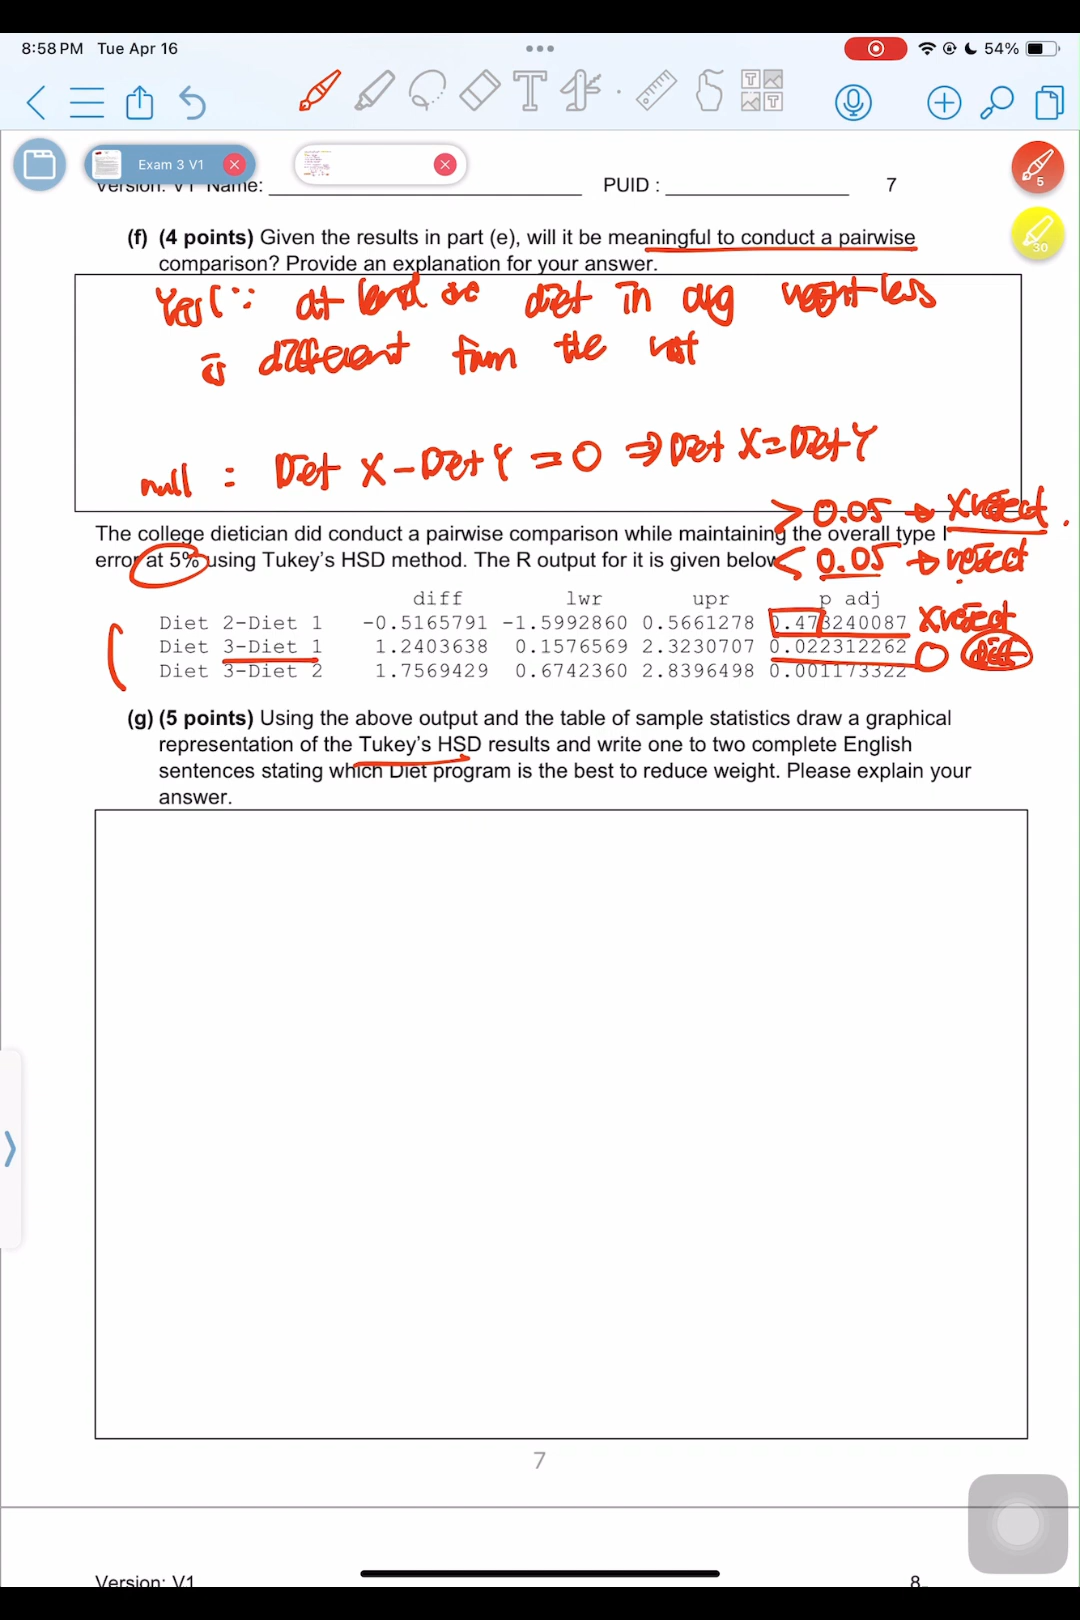 8:58 PM Tue Apr 16
54%
Exam 3 V1
5
30
Version: V1 Name: PUID : 7
(f) (4 points) Given the results in part (e), will it be meaningful to conduct a pairwise
comparison? Provide an explanation for your answer.
Yes(∵ at least one diet in avg weight less
is different from the rest
null : Diet X - Diet Y = 0 ⇒ Diet X = Diet Y
> 0.05 → X reject.
The college dietician did conduct a pairwise comparison while maintaining the overall type I
error at 5% using Tukey's HSD method. The R output for it is given below
< 0.05 → reject
diff lwr upr p adj
Diet 2-Diet 1 -0.5165791 -1.5992860 0.5661278 0.473240087 X reject
Diet 3-Diet 1 1.2403638 0.1576569 2.3230707 0.022312262 O diff
Diet 3-Diet 2 1.7569429 0.6742360 2.8396498 0.001173322
(g) (5 points) Using the above output and the table of sample statistics draw a graphical
representation of the Tukey's HSD results and write one to two complete English
sentences stating which Diet program is the best to reduce weight. Please explain your
answer.
7
Version: V1 8